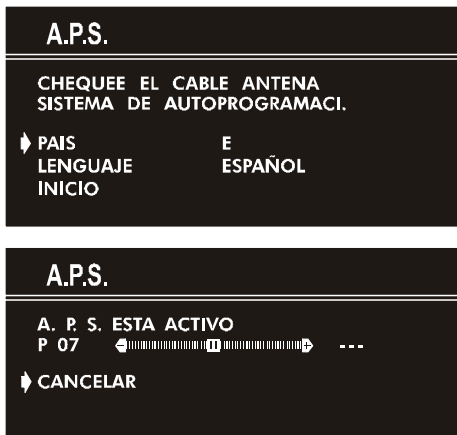 A.P.S.
CHEQUEE EL CABLE ANTENA
SISTEMA DE AUTOPROGRAMACI.
PAIS E
LENGUAJE ESPAÑOL
INICIO
A.P.S.
A. P. S. ESTA ACTIVO
P 07 - + ---
CANCELAR